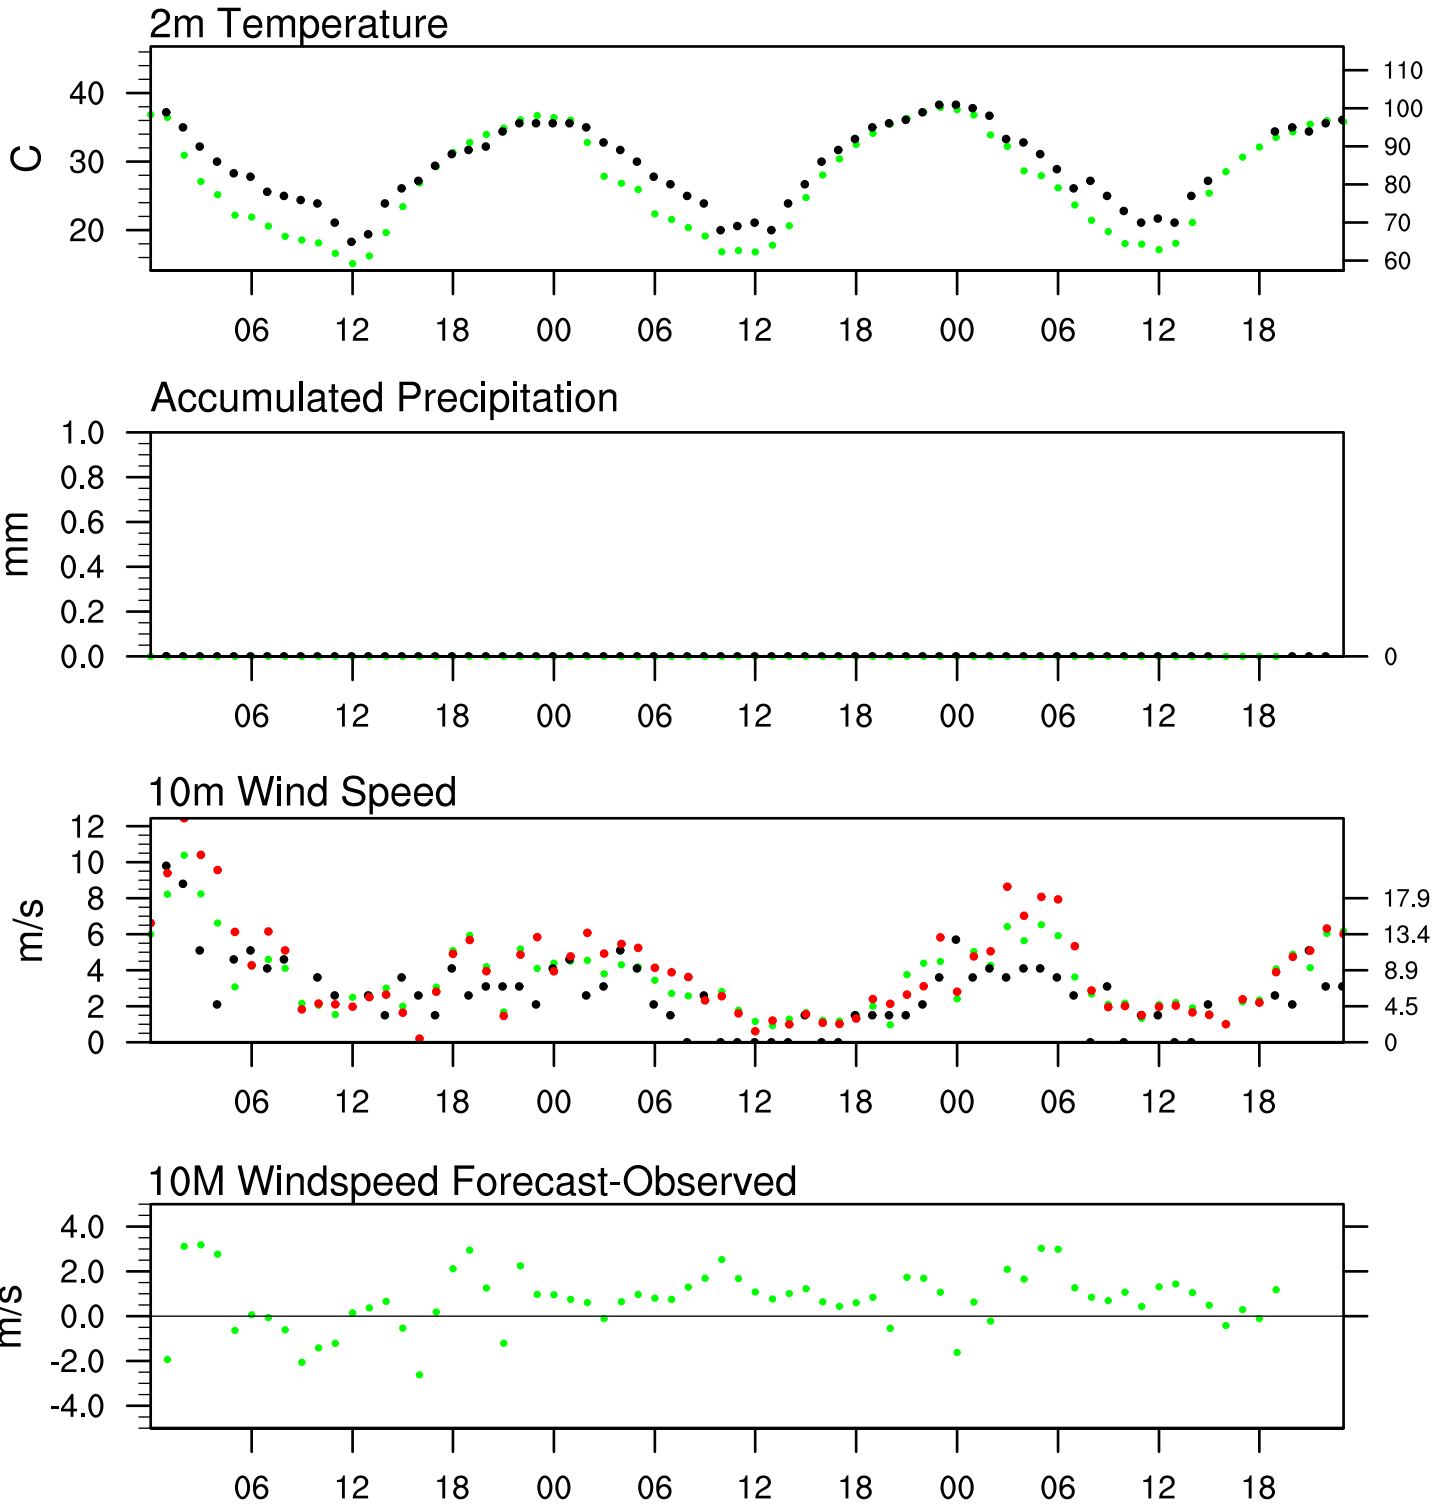 2m Temperature
40
30
20
C
110
100
90
80
70
60
06 12 18 00 06 12 18 00 06 12 18
Accumulated Precipitation
1.0
0.8
0.6
0.4
0.2
0.0
mm
0
06 12 18 00 06 12 18 00 06 12 18
10m Wind Speed
12
10
8
6
4
2
0
m/s
17.9
13.4
8.9
4.5
0
06 12 18 00 06 12 18 00 06 12 18
10M Windspeed Forecast-Observed
4.0
2.0
0.0
-2.0
-4.0
m/s
06 12 18 00 06 12 18 00 06 12 18